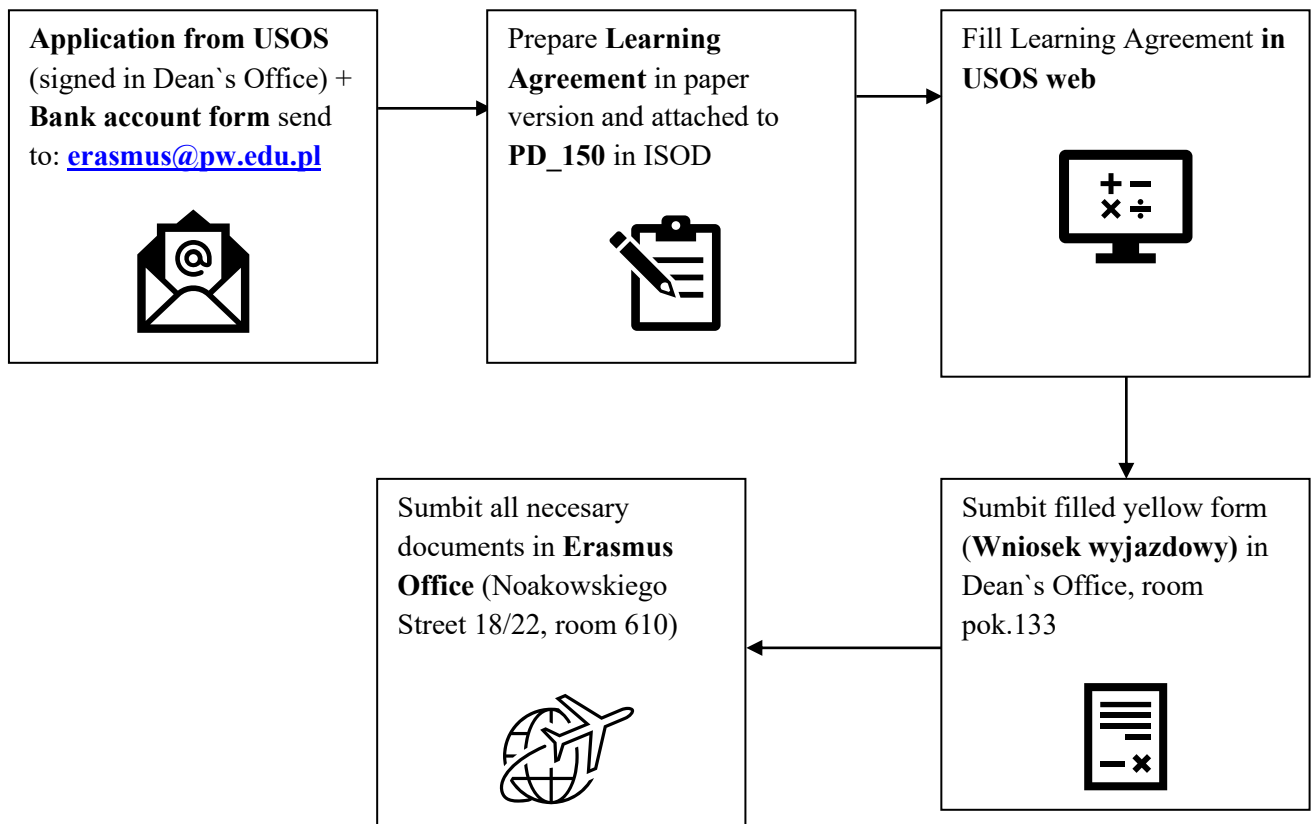 Application from USOS
(signed in Dean`s Office) +
Bank account form send
to: erasmus@pw.edu.pl
Prepare Learning
Agreement in paper
version and attached to
PD_150 in ISOD
Fill Learning Agreement in
USOS web
Sumbit filled yellow form
(Wniosek wyjazdowy) in
Dean`s Office, room
pok.133
Sumbit all necesary
documents in Erasmus
Office (Noakowskiego
Street 18/22, room 610)